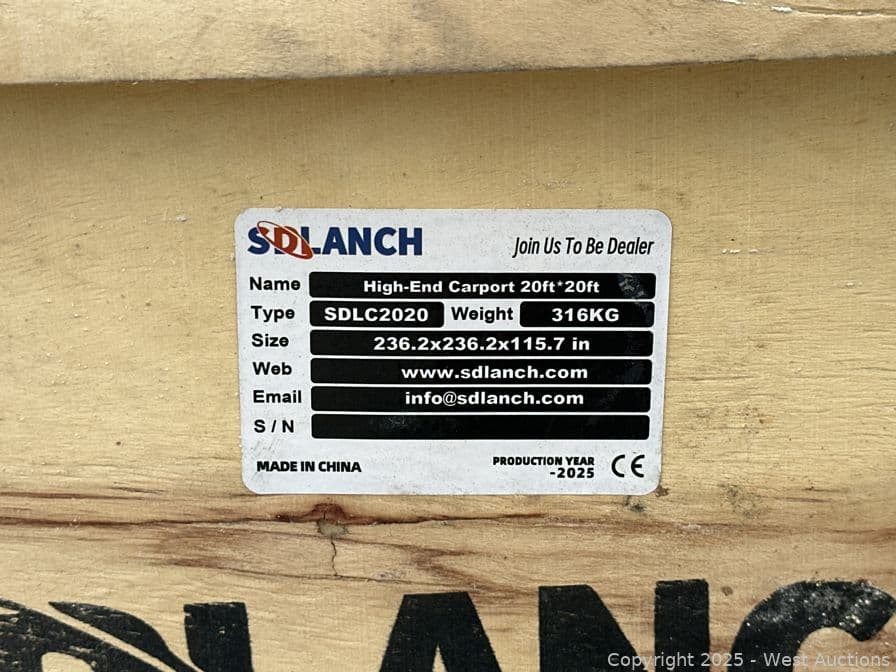 SDLANCH Join Us To Be Dealer
Name High-End Carport 20ft*20ft
Type SDLC2020 Weight 316KG
Size 236.2x236.2x115.7 in
Web www.sdlanch.com
Email info@sdlanch.com
S / N
MADE IN CHINA PRODUCTION YEAR CE
-2025
DLANC
Copyright 2025 - West Auctions